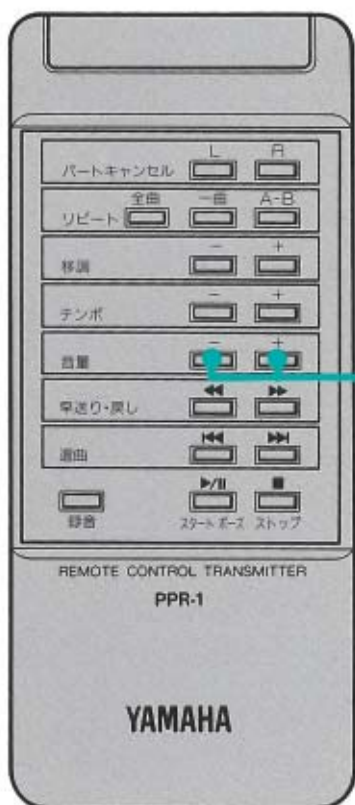 L R
パートキャンセル
全曲 一曲 A-B
リピート
- +
移調
- +
テンポ
- +
音量
◀◀ ▶▶
早送り・戻し
|◀◀ ▶▶|
選曲
▶/II ■
録音 スタート ポーズ ストップ
REMOTE CONTROL TRANSMITTER
PPR-1
YAMAHA